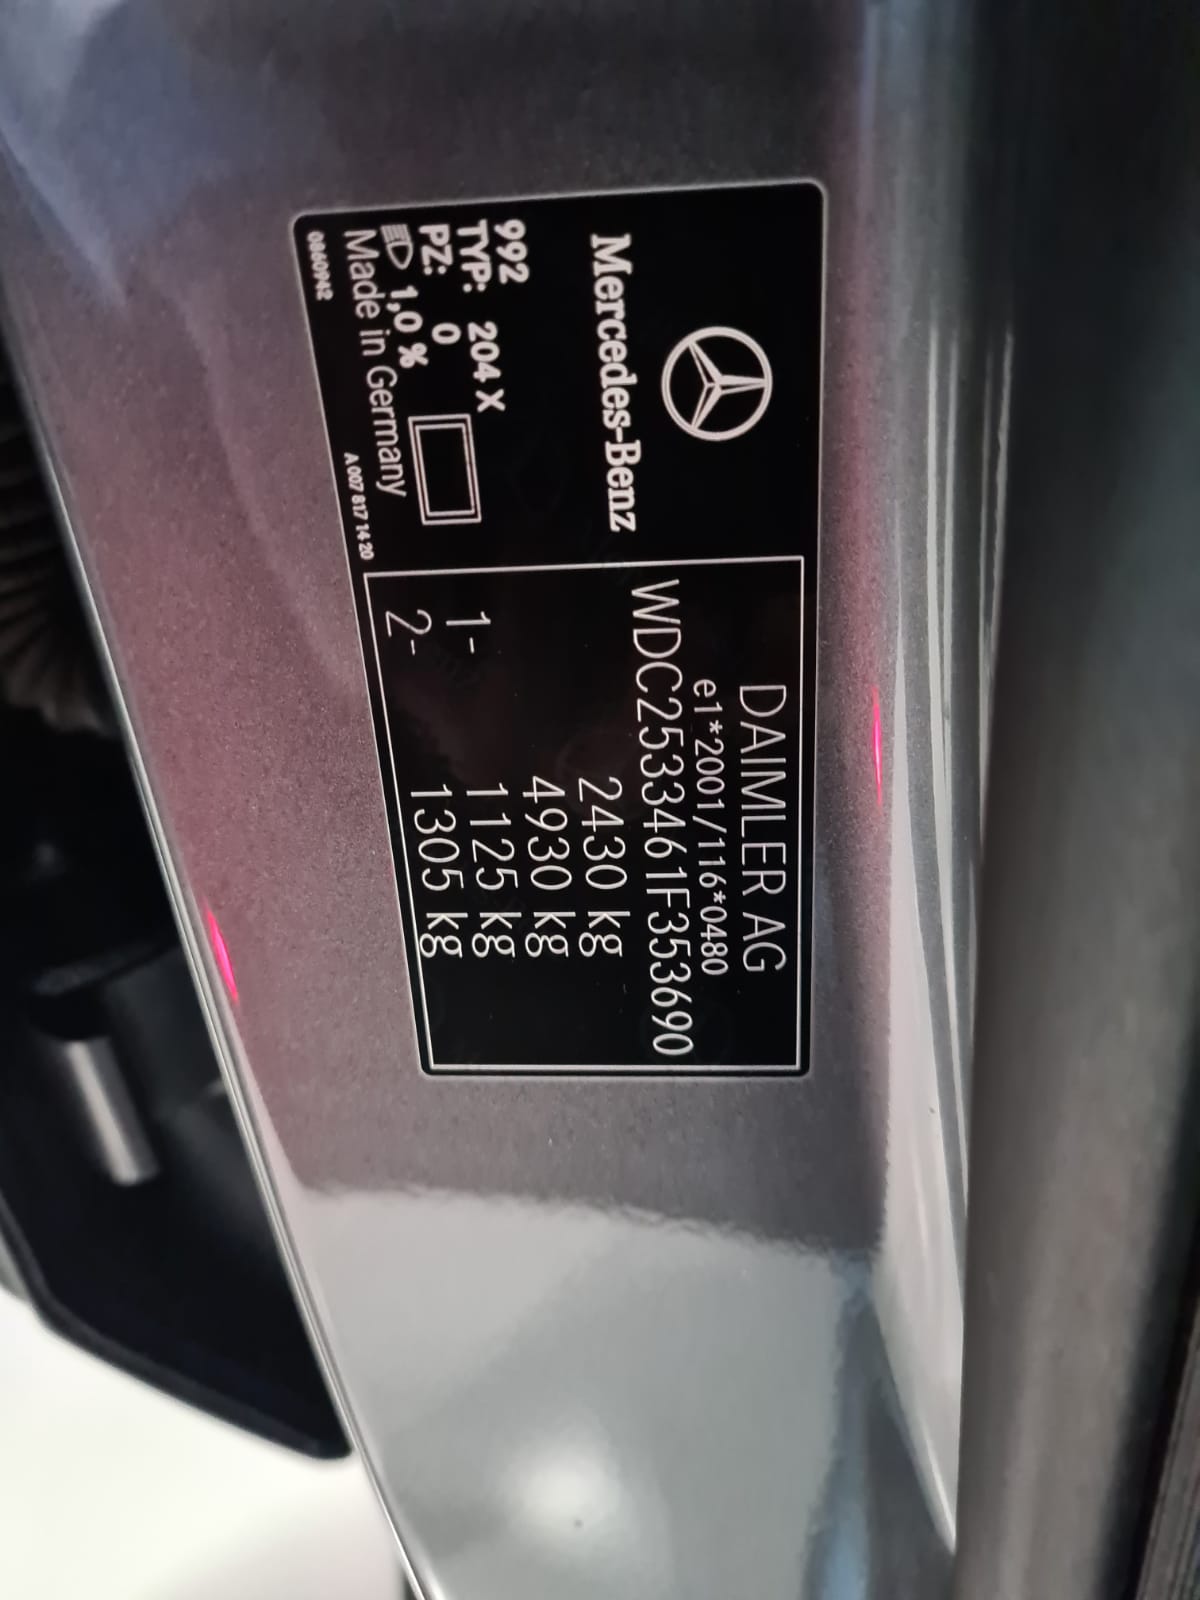 Mercedes-Benz
992
TYP: 204 X
PZ: 0
1,0 %
Made in Germany
0860942
A 007 817 14 20
DAIMLER AG
e1*2001/116*0480
WDC2533461F353690
2430 kg
4930 kg
1- 1125 kg
2- 1305 kg